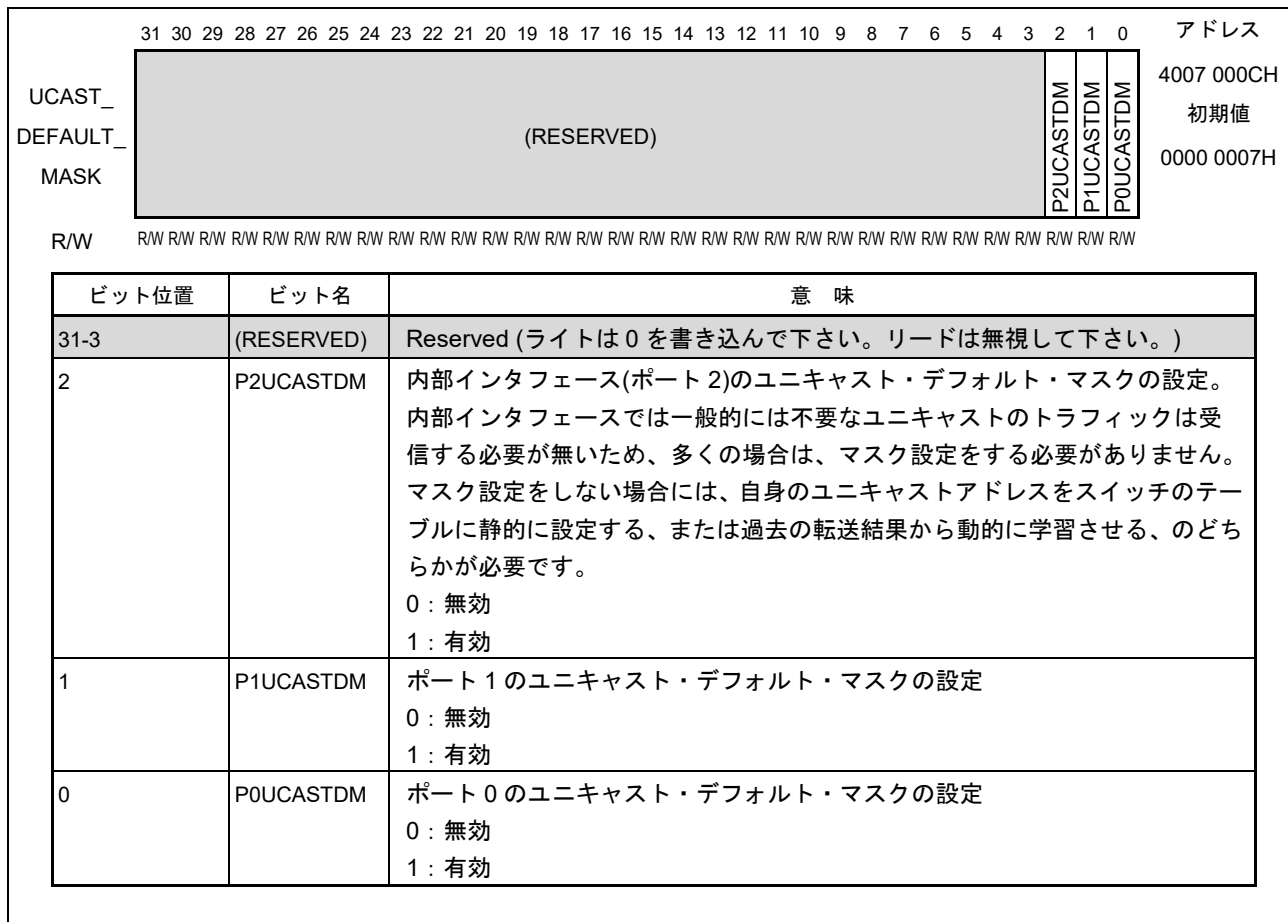 31 30 29 28 27 26 25 24 23 22 21 20 19 18 17 16 15 14 13 12 11 10 9 8 7 6 5 4 3 2 1 0 アドレス
UCAST_
DEFAULT_
MASK
(RESERVED)
P2UCASTDM
P1UCASTDM
P0UCASTDM
4007 000CH
初期値
0000 0007H
R/W R/W R/W R/W R/W R/W R/W R/W R/W R/W R/W R/W R/W R/W R/W R/W R/W R/W R/W R/W R/W R/W R/W R/W R/W R/W R/W R/W R/W R/W R/W R/W R/W
ビット位置 ビット名 意 味
31-3 (RESERVED) Reserved (ライトは 0 を書き込んで下さい。リードは無視して下さい。)
2 P2UCASTDM 内部インタフェース(ポート 2)のユニキャスト・デフォルト・マスクの設定。
内部インタフェースでは一般的には不要なユニキャストのトラフィックは受
信する必要が無いため、多くの場合は、マスク設定をする必要がありません。
マスク設定をしない場合には、自身のユニキャストアドレスをスイッチのテー
ブルに静的に設定する、または過去の転送結果から動的に学習させる、のどち
らかが必要です。
0：無効
1：有効
1 P1UCASTDM ポート 1 のユニキャスト・デフォルト・マスクの設定
0：無効
1：有効
0 P0UCASTDM ポート 0 のユニキャスト・デフォルト・マスクの設定
0：無効
1：有効